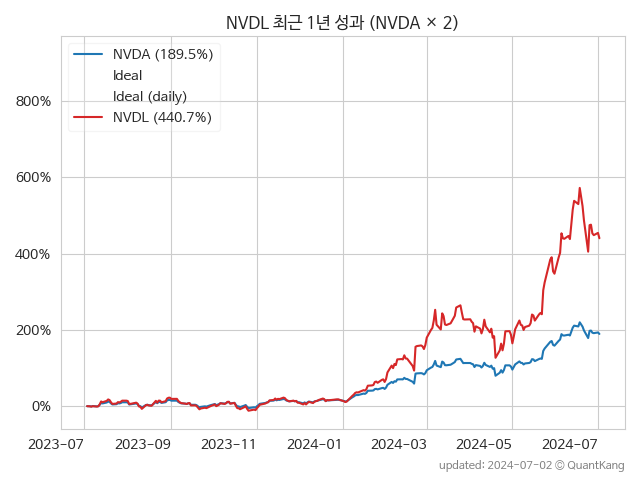 NVDL 최근 1년 성과 (NVDA × 2)
NVDA (189.5%)
Ideal
Ideal (daily)
NVDL (440.7%)
800%
600%
400%
200%
0%
2023-07 2023-09 2023-11 2024-01 2024-03 2024-05 2024-07
updated: 2024-07-02 © QuantKang